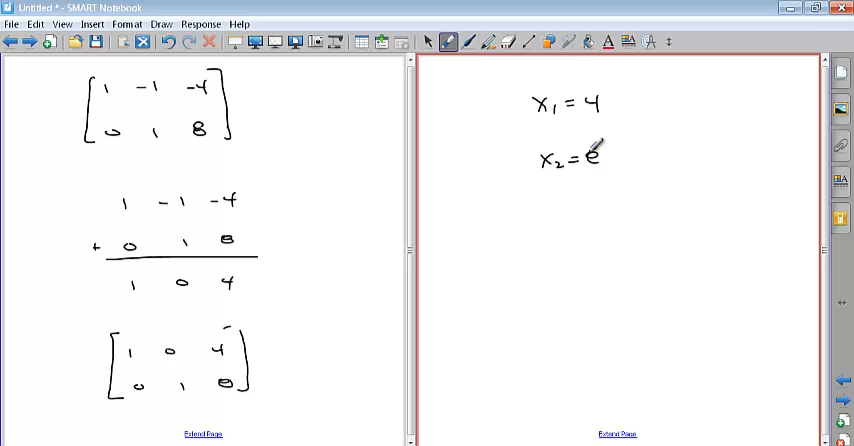 Untitled * - SMART Notebook
File Edit View Insert Format Draw Response Help
1 -1 -4
0 1 8
1 -1 -4
+ 0 1 8
1 0 4
1 0 4
0 1 8
Extend Page
x₁ = 4
x₂ =
Extend Page